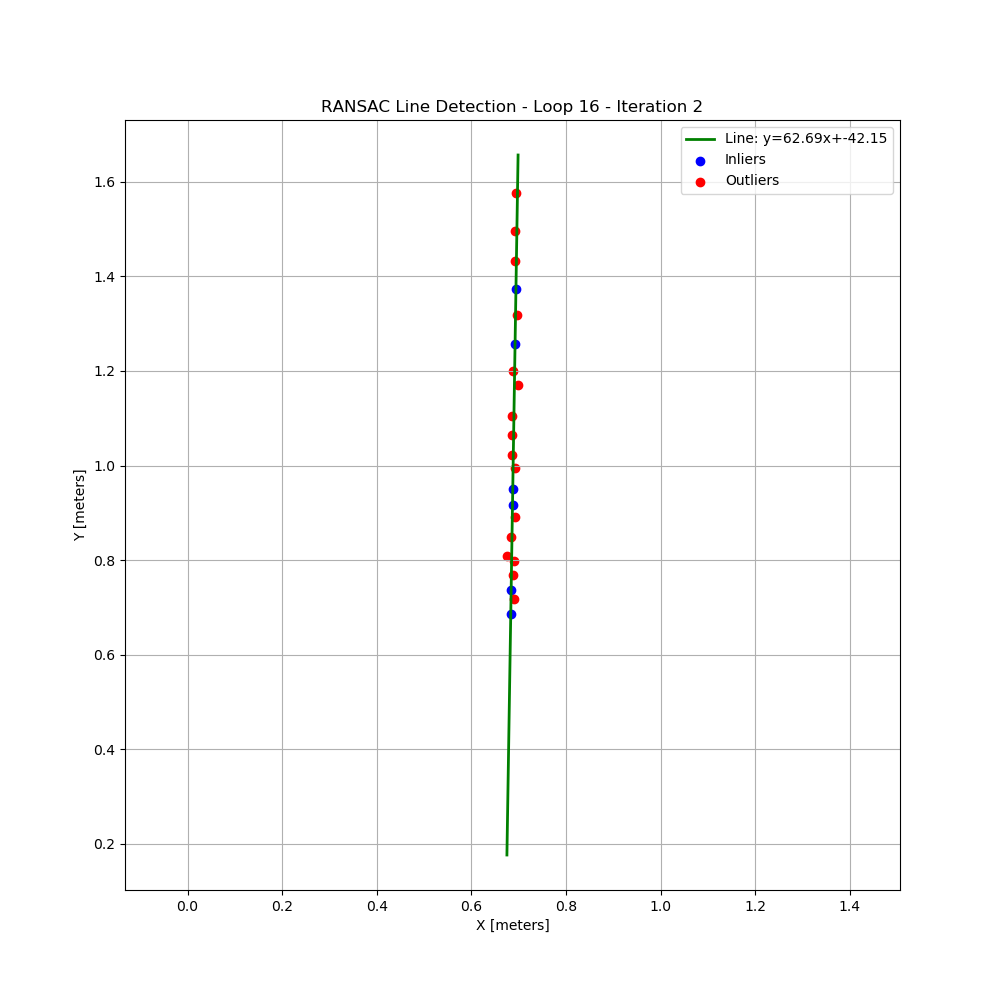 RANSAC Line Detection - Loop 16 - Iteration 2
Line: y=62.69x+-42.15
Inliers
Outliers
1.6
1.4
1.2
1.0
0.8
0.6
0.4
0.2
Y [meters]
0.0 0.2 0.4 0.6 0.8 1.0 1.2 1.4
X [meters]